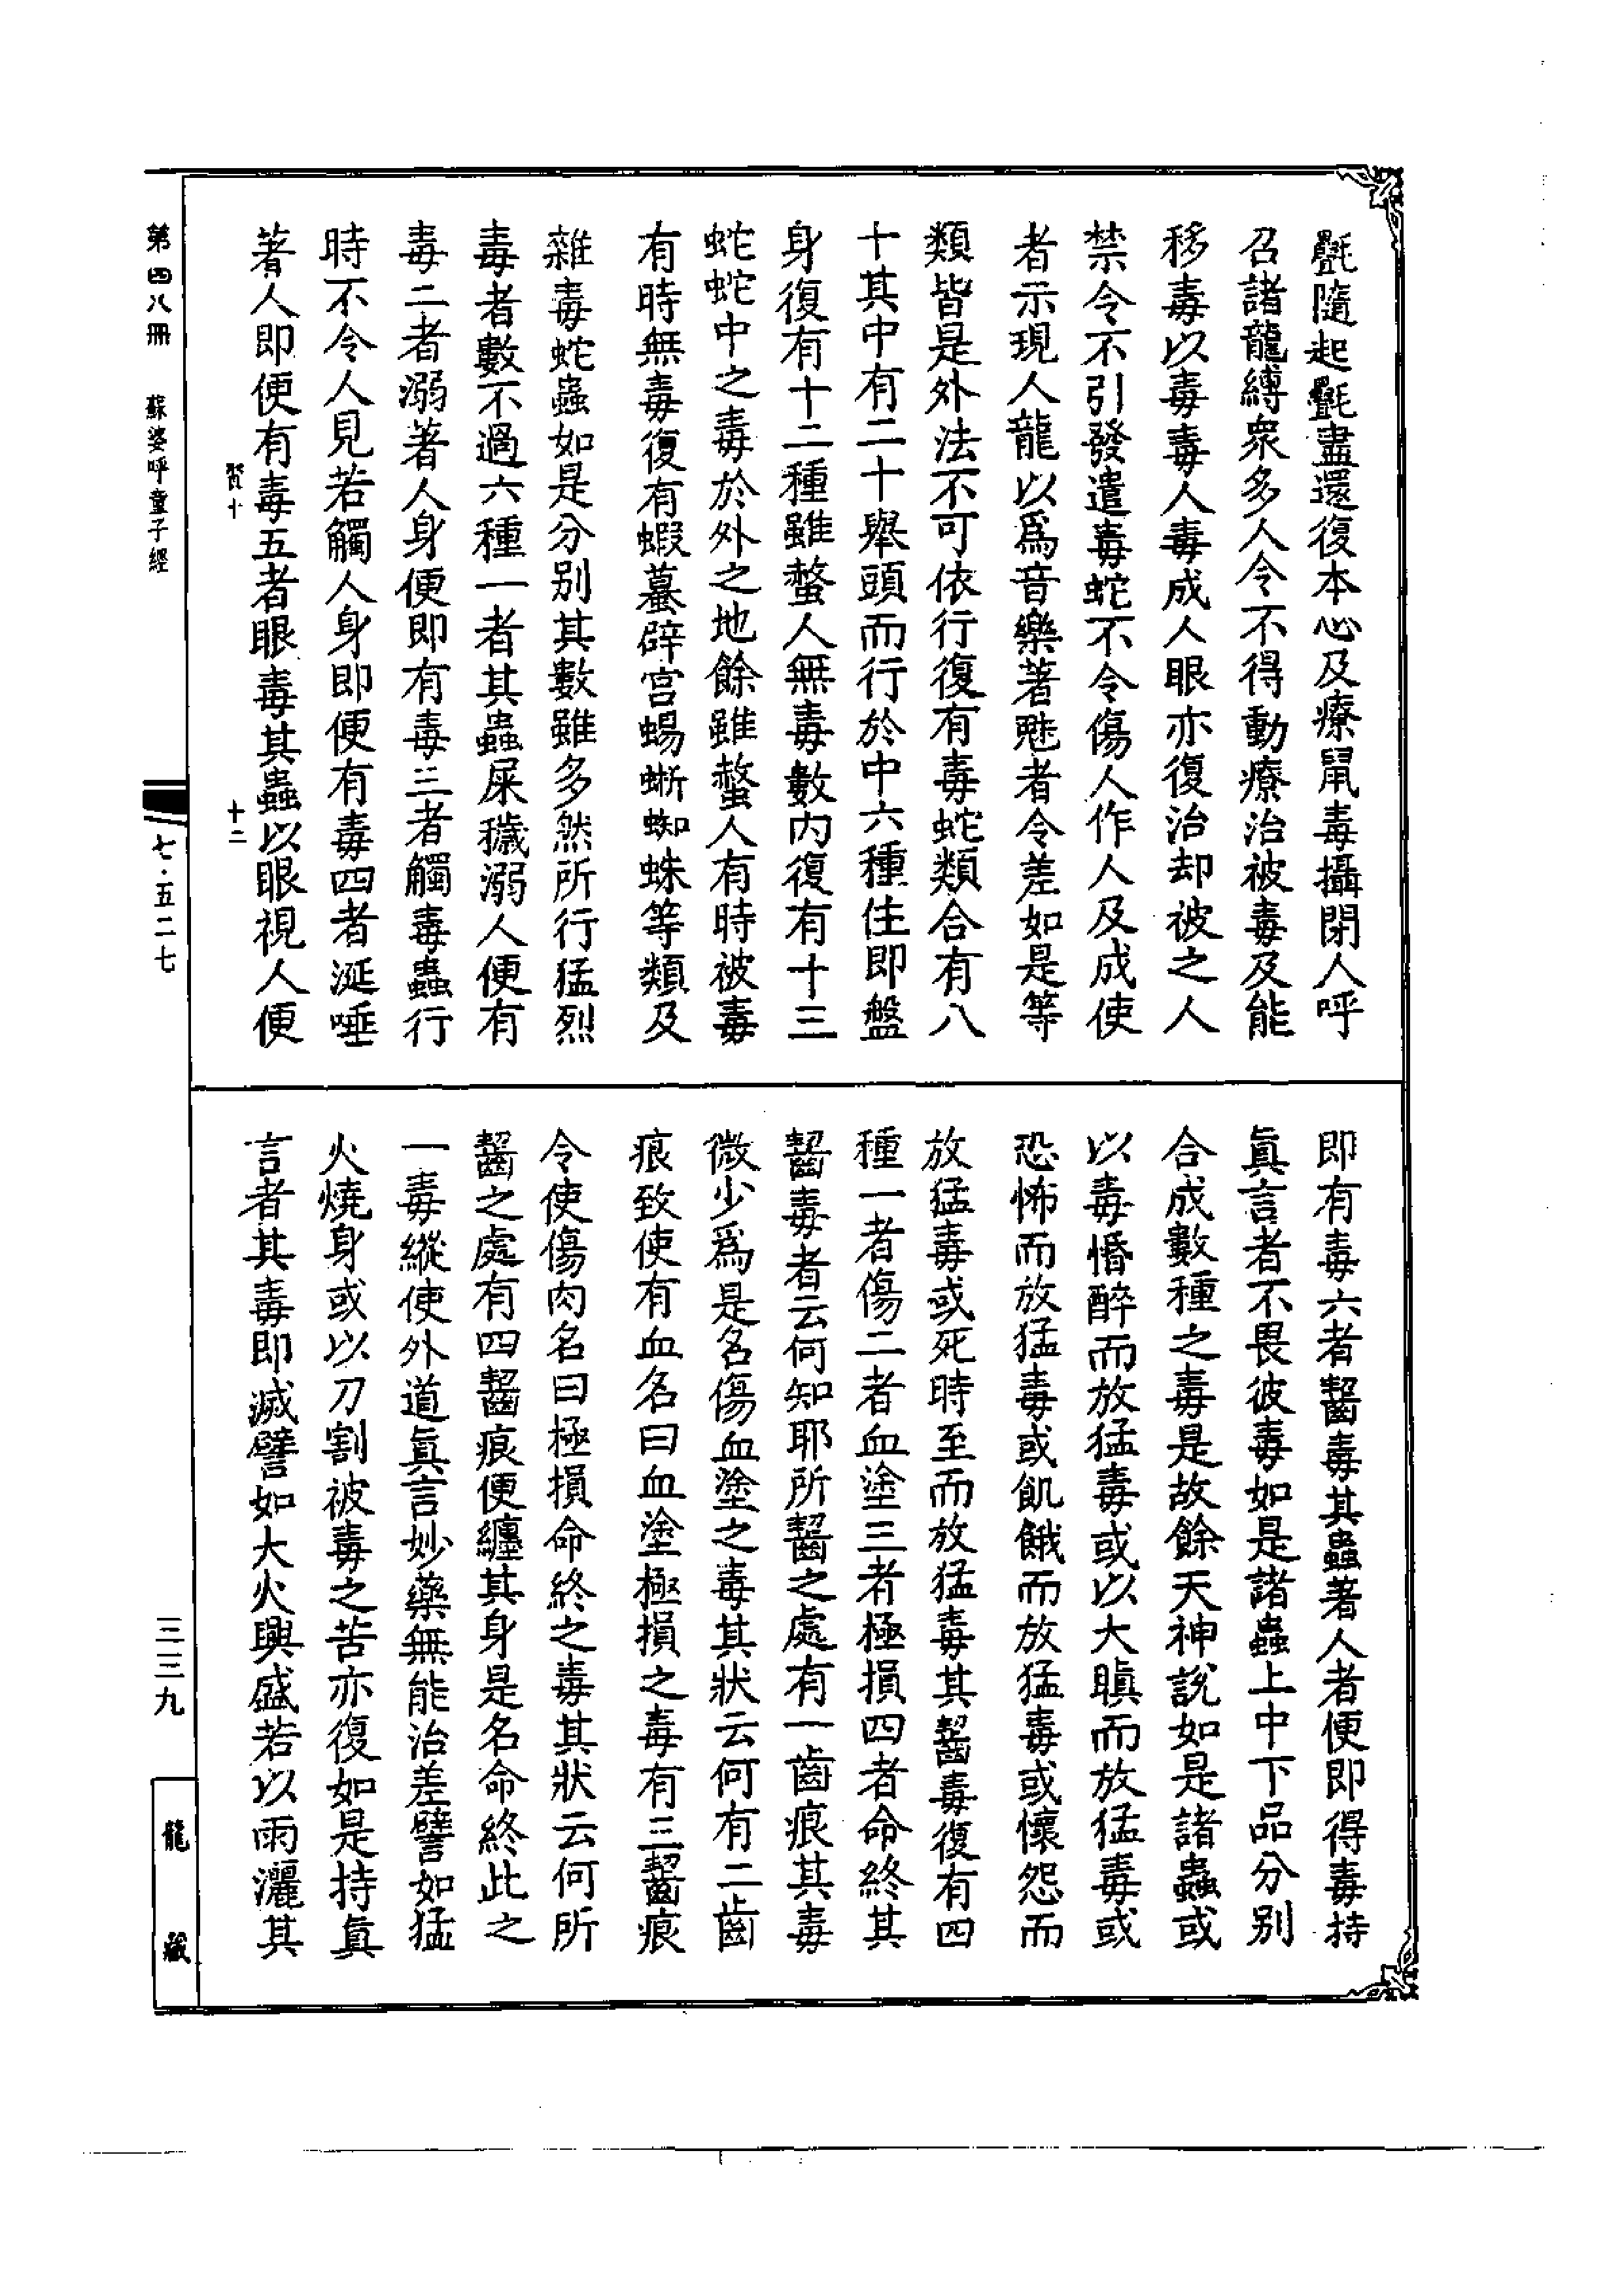 氎隨起氎盡還復本心及療鼠毒攝閉人呼
召諸龍縛衆多人令不得動療治被毒及能
移毒以毒毒人毒成人眼亦復治却被之人
禁令不引發遣毒蛇不令傷人作人及成使
者示現人龍以爲音樂著魅者令差如是等
類皆是外法不可依行復有毒蛇類合有八
十其中有二十舉頭而行於中六種住即盤
身復有十二種雖螫人無毒數內復有十三
蛇蛇中之毒於外之地餘雖螫人有時被毒
有時無毒復有蝦蟇辟宮蜴蜥蜘蛛等類及
雜毒蛇蟲如是分別其數雖多然所行猛烈
毒者數不過六種一者其蟲屎穢溺人便有
毒二者溺著人身便即有毒三者觸毒蟲行
時不令人見若觸人身即便有毒四者涎唾
著人即便有毒五者眼毒其蟲以眼視人便
即有毒六者齧毒其蟲著人者便即得毒持
眞言者不畏彼毒如是諸蟲上中下品分別
合成數種之毒是故餘天神說如是諸蟲或
以毒惛醉而放猛毒或以大瞋而放猛毒或
恐怖而放猛毒或飢餓而放猛毒或懷怨而
放猛毒或死時至而放猛毒其齧毒復有四
種一者傷二者血塗三者極損四者命終其
齧毒者云何知耶所齧之處有一齒痕其毒
微少爲是名傷血塗之毒其狀云何有二齒
痕致使有血名曰血塗極損之毒有三齧痕
令使傷肉名曰極損命終之毒其狀云何所
齧之處有四齧痕便纏其身是名命終此之
一毒縱使外道眞言妙藥無能治差譬如猛
火燒身或以刀割被毒之苦亦復如是持眞
言者其毒即滅譬如大火興盛若以雨灑其
十
十二
第四八冊 蘇婆呼童子經
七·五二七
三三九
龍藏